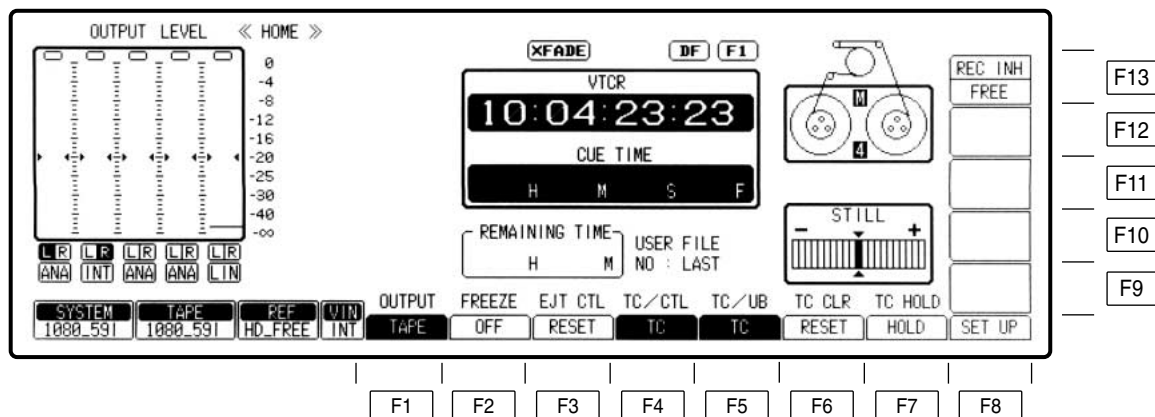 OUTPUT LEVEL ≪ HOME ≫
0
-4
-8
-12
-16
-20
-25
-30
-40
-∞
L R L R L R L R L R
ANA INT ANA ANA LIN
XFADE DF F1
VTCR
10:04:23:23
CUE TIME
H M S F
REMAINING TIME
H M
USER FILE
NO : LAST
M
4
STILL
- +
REC INH
FREE
SYSTEM TAPE REF VIN
1080_59I 1080_59I HD_FREE INT
OUTPUT FREEZE EJT CTL TC/CTL TC/UB TC CLR TC HOLD
TAPE OFF RESET TC TC RESET HOLD SET UP
F13
F12
F11
F10
F9
F1 F2 F3 F4 F5 F6 F7 F8